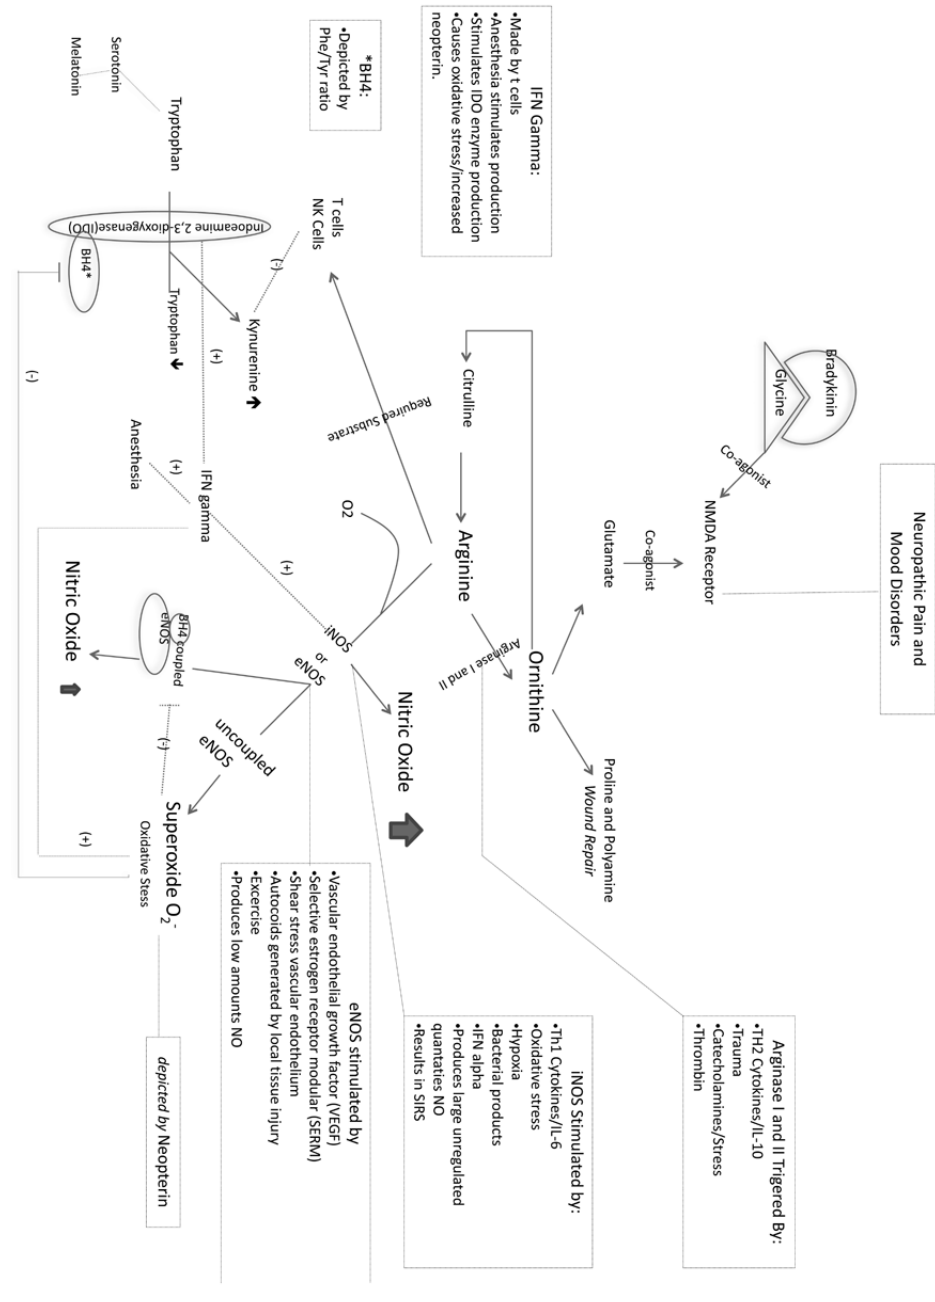 Neuropathic Pain and
Mood Disorders
Bradykinin
Glycine
Co-agonist
NMDA Receptor
Co-agonist
Glutamate
Proline and Polyamine
Wound Repair
Arginase I and II Trigered By:
•TH2 Cytokines/IL-10
•Trauma
•Catecholamines/Stress
•Thrombin
IFN Gamma:
•Made by t cells
•Anesthesia stimulates production
•Stimulates IDO enzyme production
•Causes oxidative stress/increased
neopterin.
Citrulline
Arginine
Ornithine
Arginase I and II
iNOS Stimulated by:
•Th1 Cytokines/IL-6
•Oxidative stress
•Hypoxia
•Bacterial products
•IFN alpha
•Produces large unregulated
quantaties NO
•Results in SIRS
*BH4:
•Depicted by
Phe/Tyr ratio
T cells
NK Cells
Required Substrate
O2
Nitric Oxide
iNOS
or
eNOS
(-)
Kynurenine
(+)
IFN gamma
(+)
(+)
Anesthesia
uncoupled
eNOS
eNOS stimulated by
•Vascular endothelial growth factor (VEGF)
•Selective estrogen receptor modular (SERM)
•Shear stress vascular endothelium
•Autocoids generated by local tissue injury
•Excercise
•Produces low amounts NO
Serotonin
Melatonin
Tryptophan
Indoeamine 2,3-dioxygenase(IDO)
BH4*
Tryptophan
(-)
BH4 coupled
eNOS
Nitric Oxide
(-)
Superoxide O2-
Oxidative Stess
(+)
depicted by Neopterin